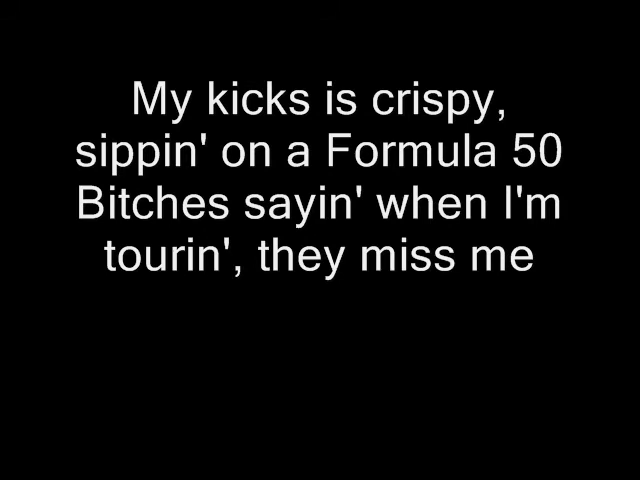 My kicks is crispy,
sippin' on a Formula 50
Bitches sayin' when I'm
tourin', they miss me